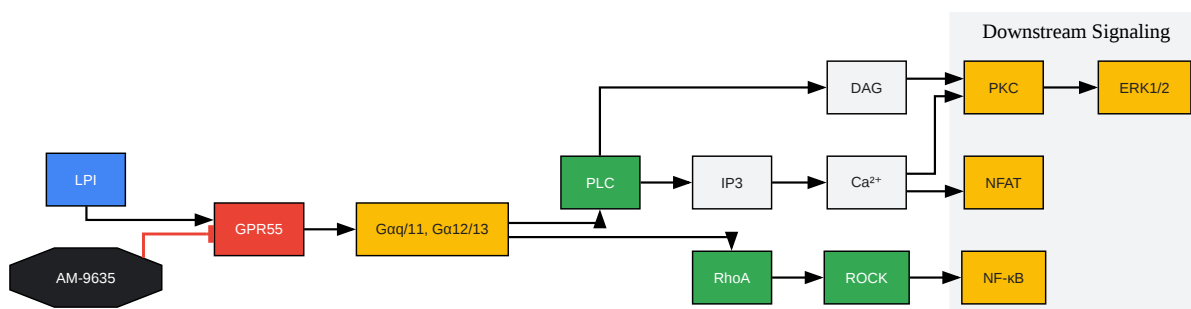 Downstream Signaling
DAG
PKC
ERK1/2
LPI
PLC
IP3
Ca²⁺
NFAT
GPR55
Gαq/11, Gα12/13
AM-9635
RhoA
ROCK
NF-κB